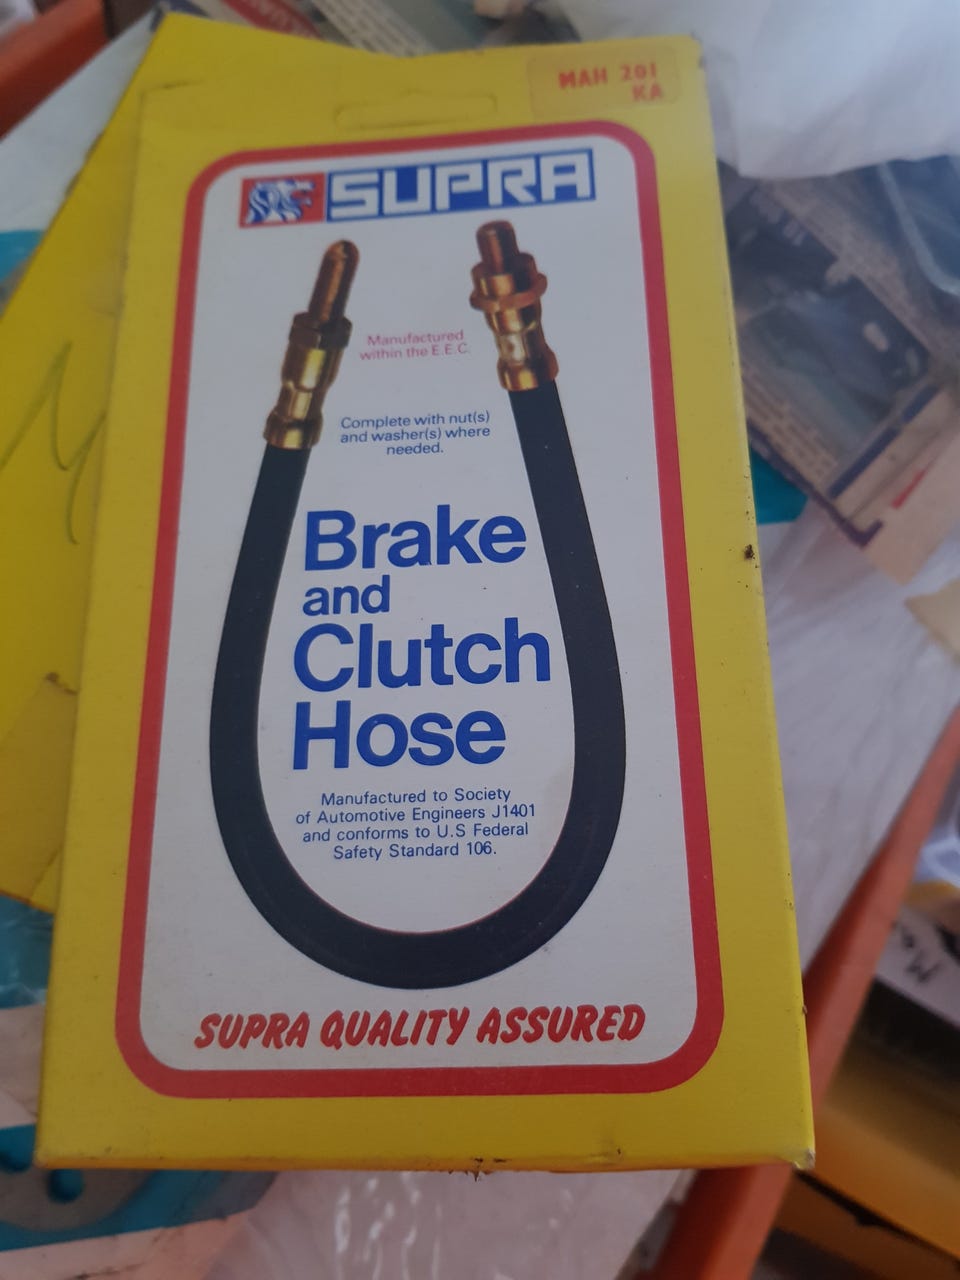 MAH 201
KA
SUPRA
Manufactured
within the E.E.C.
Complete with nut(s)
and washer(s) where
needed.
Brake
and
Clutch
Hose
Manufactured to Society
of Automotive Engineers J1401
and conforms to U.S Federal
Safety Standard 106.
SUPRA QUALITY ASSURED